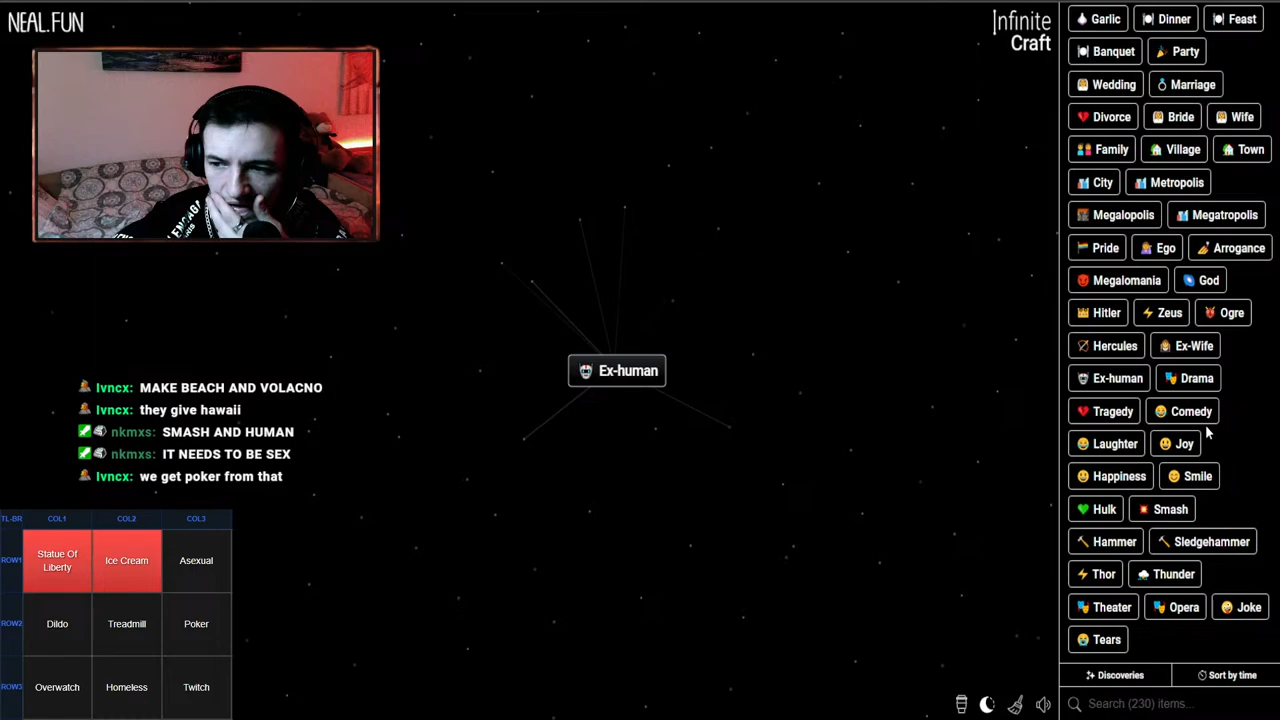 NEAL.FUN
Infinite
Craft
Ex-human
lvncx: MAKE BEACH AND VOLACNO
lvncx: they give hawaii
nkmxs: SMASH AND HUMAN
nkmxs: IT NEEDS TO BE SEX
lvncx: we get poker from that
TL-BR COL1 COL2 COL3
ROW1 Statue Of Liberty Ice Cream Asexual
ROW2 Dildo Treadmill Poker
ROW3 Overwatch Homeless Twitch
Garlic Dinner Feast
Banquet Party
Wedding Marriage
Divorce Bride Wife
Family Village Town
City Metropolis
Megalopolis Megatropolis
Pride Ego Arrogance
Megalomania God
Hitler Zeus Ogre
Hercules Ex-Wife
Ex-human Drama
Tragedy Comedy
Laughter Joy
Happiness Smile
Hulk Smash
Hammer Sledgehammer
Thor Thunder
Theater Opera Joke
Tears
Discoveries Sort by time
Search (230) items...